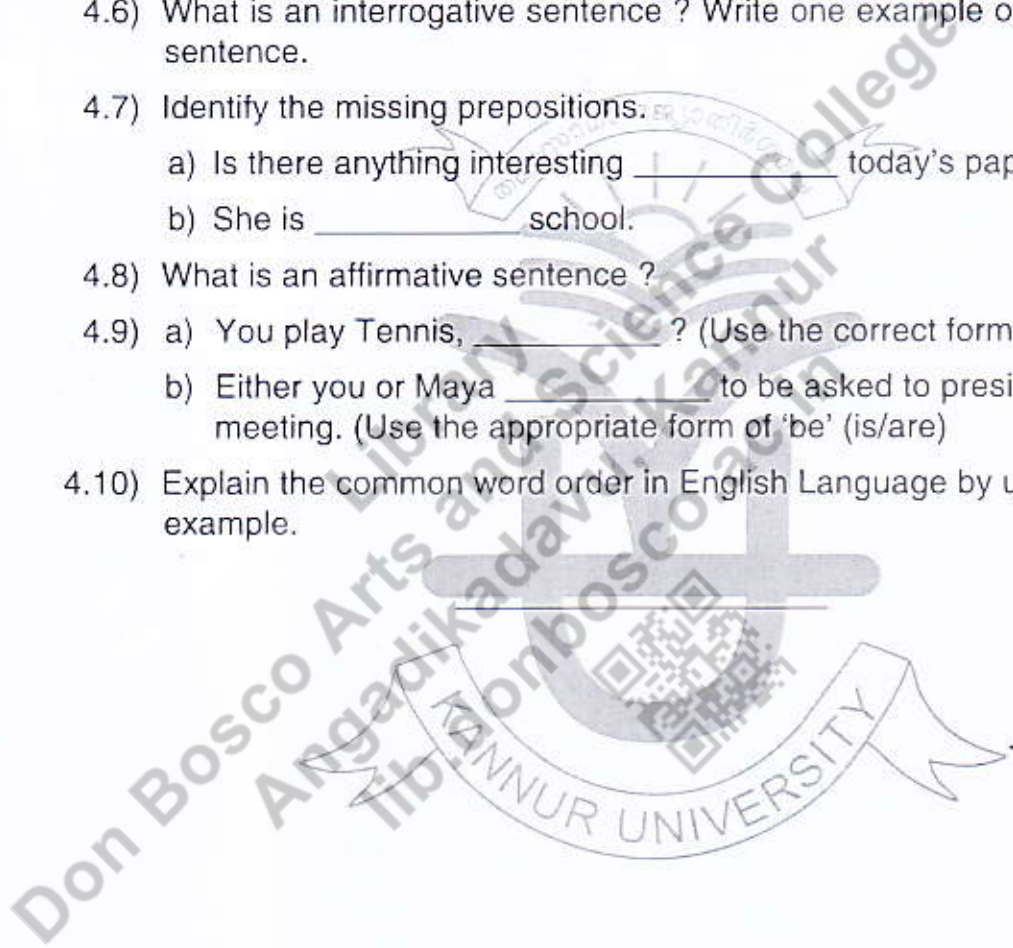 4.6) What is an interrogative sentence ? Write one example o
sentence.
4.7) Identify the missing prepositions.
a) Is there anything interesting ____________ today's pap
b) She is ____________ school.
4.8) What is an affirmative sentence ?
4.9) a) You play Tennis, ____________ ? (Use the correct form
b) Either you or Maya ____________ to be asked to presi
meeting. (Use the appropriate form of 'be' (is/are)
4.10) Explain the common word order in English Language by u
example.
Library
Don Bosco Arts and Science College
Angadikadavu, Kannur
lib.donbosco.ac.in
KANNUR UNIVERSITY